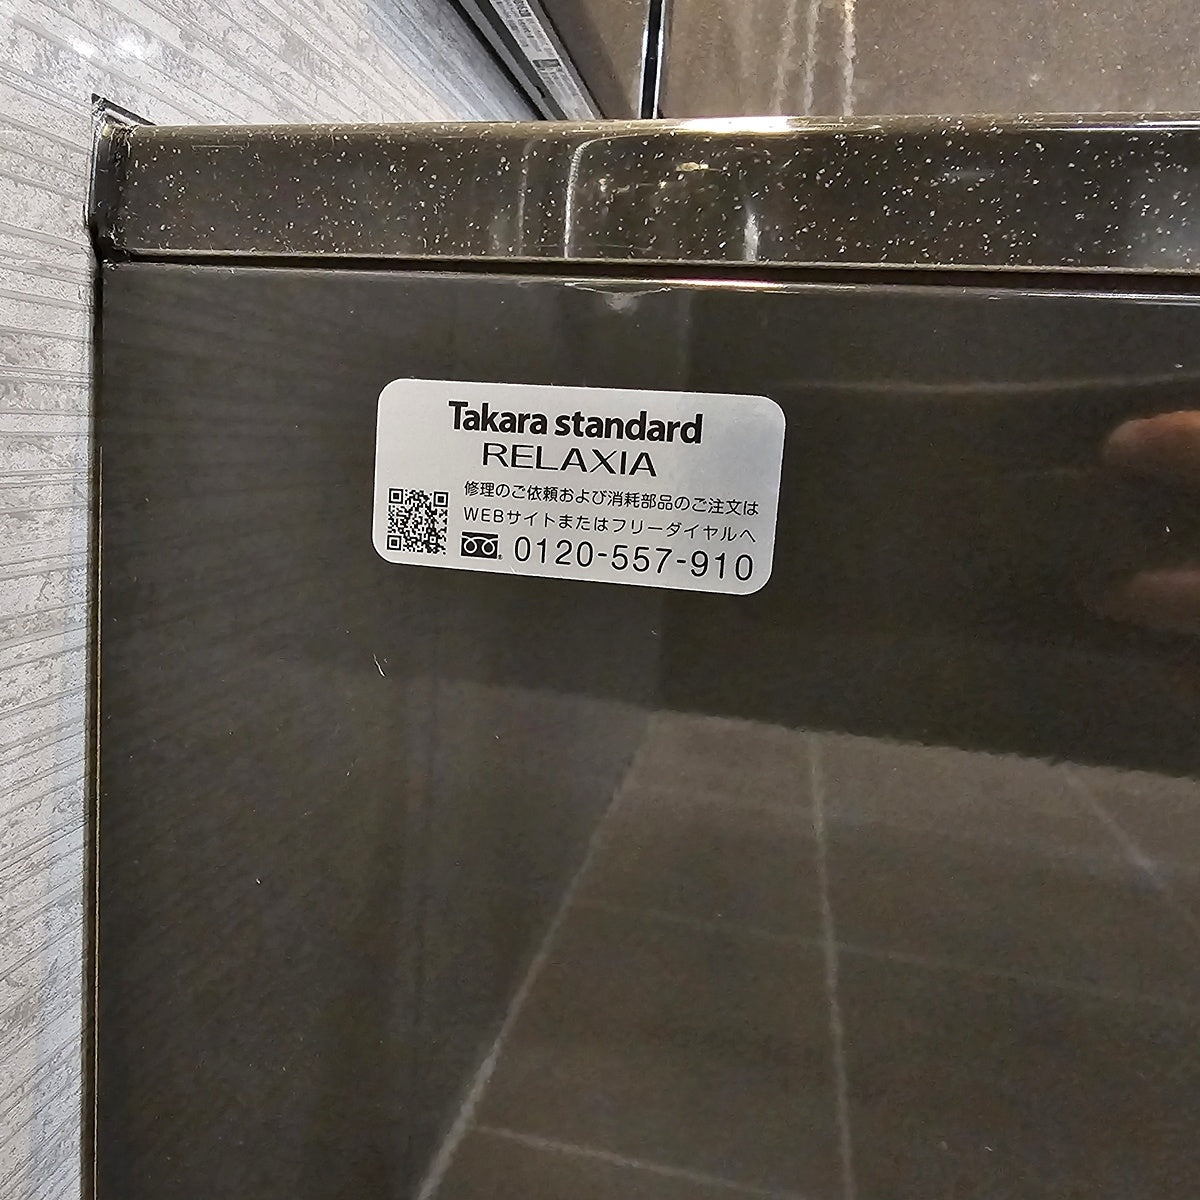 Takara standard
RELAXIA
修理のご依頼および消耗部品のご注文は
WEBサイトまたはフリーダイヤルへ
0120-557-910